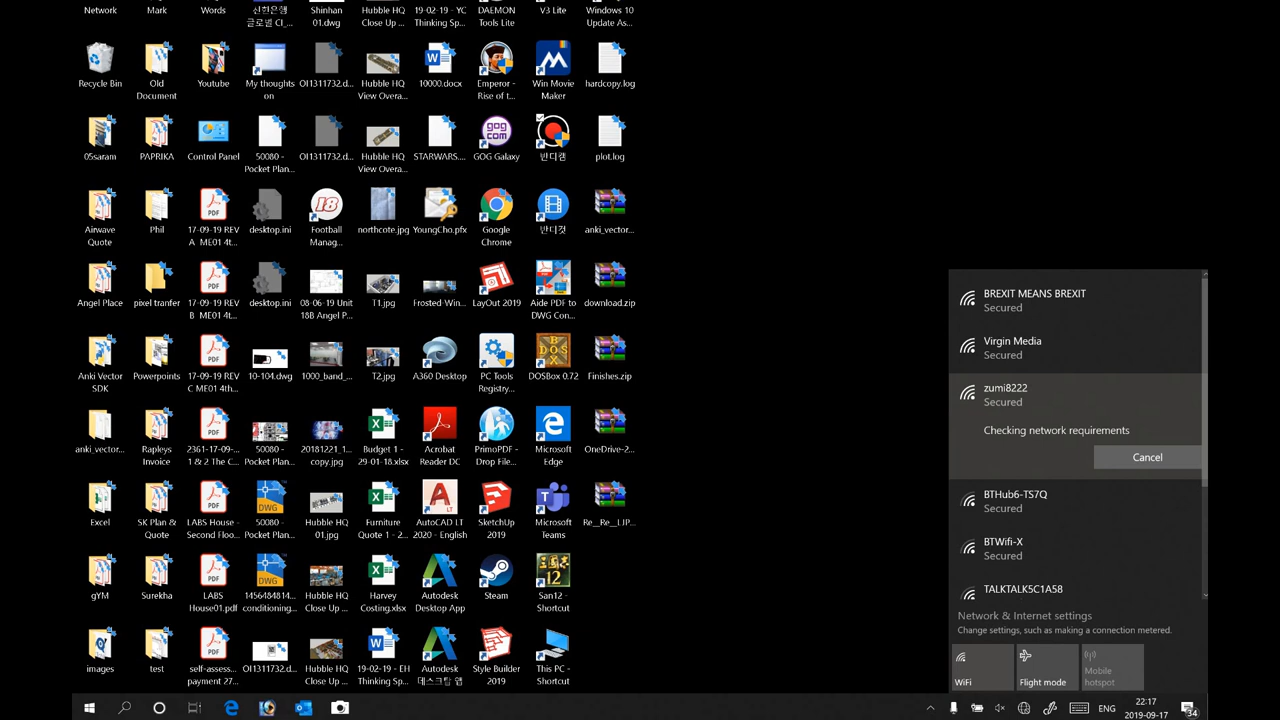 Network
Mark
Words
신한은행
글로벌 CI_...
Shinhan
01.dwg
Hubble HQ
Close Up ...
19-02-19 - YC
Thinking Sp...
DAEMON
Tools Lite
V3 Lite
Windows 10
Update As...
Recycle Bin
Old
Document
Youtube
My thoughts
on
OI1311732.d...
Hubble HQ
View Overa...
10000.docx
Emperor -
Rise of t...
Win Movie
Maker
hardcopy.log
05saram
PAPRIKA
Control Panel
50080 -
Pocket Plan...
OI1311732.d...
Hubble HQ
View Overa...
STARWARS....
GOG Galaxy
반디캠
plot.log
Airwave
Quote
Phil
17-09-19 REV
A ME01 4t...
desktop.ini
Football
Manag...
northcote.jpg
YoungCho.pfx
Google
Chrome
반디컷
anki_vector...
Angel Place
pixel tranfer
17-09-19 REV
B ME01 4t...
desktop.ini
08-06-19 Unit
18B Angel P...
T1.jpg
Frosted-Win...
LayOut 2019
Aide PDF to
DWG Con...
download.zip
Anki Vector
SDK
Powerpoints
17-09-19 REV
C ME01 4t...
10-104.dwg
1000_band_...
T2.jpg
A360 Desktop
PC Tools
Registry...
DOSBox 0.72
Finishes.zip
anki_vector...
Rapleys
Invoice
2361-17-09-...
1 & 2 The C...
50080 -
Pocket Plan...
20181221_1...
copy.jpg
Budget 1 -
29-01-18.xlsx
Acrobat
Reader DC
PrimoPDF -
Drop File...
Microsoft
Edge
OneDrive-2...
Excel
SK Plan &
Quote
LABS House -
Second Floo...
50080 -
Pocket Plan...
Hubble HQ
01.jpg
Furniture
Quote 1 - 2...
AutoCAD LT
2020 - English
SketchUp
2019
Microsoft
Teams
Re__Re__LJP...
gYM
Surekha
LABS
House01.pdf
1456484814...
conditioning...
Hubble HQ
Close Up ...
Harvey
Costing.xlsx
Autodesk
Desktop App
Steam
San12 -
Shortcut
images
test
self-assess...
payment 27...
OI1311732.d...
Hubble HQ
Close Up ...
19-02-19 - EH
Thinking Sp...
Autodesk
데스크탑 앱
Style Builder
2019
This PC -
Shortcut
BREXIT MEANS BREXIT
Secured
Virgin Media
Secured
zumi8222
Secured
Checking network requirements
Cancel
BTHub6-TS7Q
Secured
BTWifi-X
Secured
TALKTALK5C1A58
Network & Internet settings
Change settings, such as making a connection metered.
WiFi
Flight mode
Mobile
hotspot
ENG
22:17
2019-09-17
34